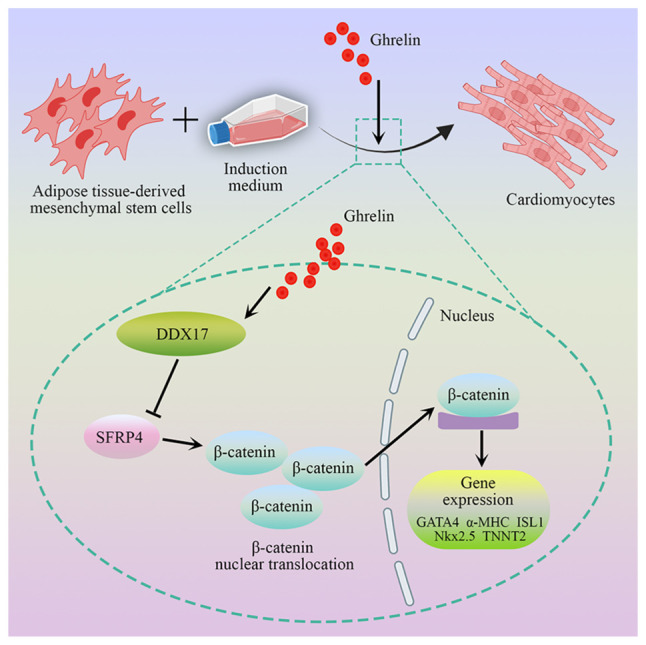 Ghrelin
+
Adipose tissue-derived
mesenchymal stem cells
Induction
medium
Cardiomyocytes
Ghrelin
DDX17
SFRP4
β-catenin
β-catenin
β-catenin
β-catenin
nuclear translocation
Nucleus
β-catenin
Gene
expression
GATA4 α-MHC ISL1
Nkx2.5 TNNT2